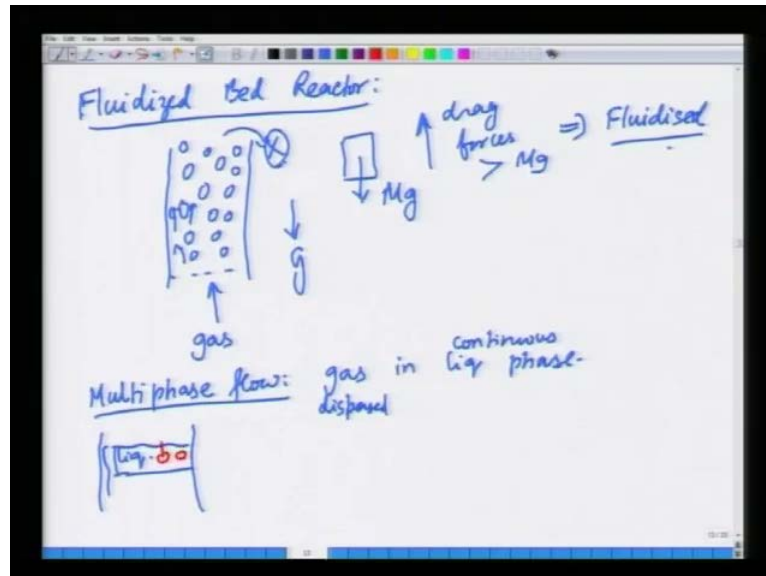 Fluidized Bed Reactor:
drag
forces
> Mg
⇒ Fluidised
Mg
g
gas
Multiphase flow: gas in continuous
liq phase-
dispersed
Liq.